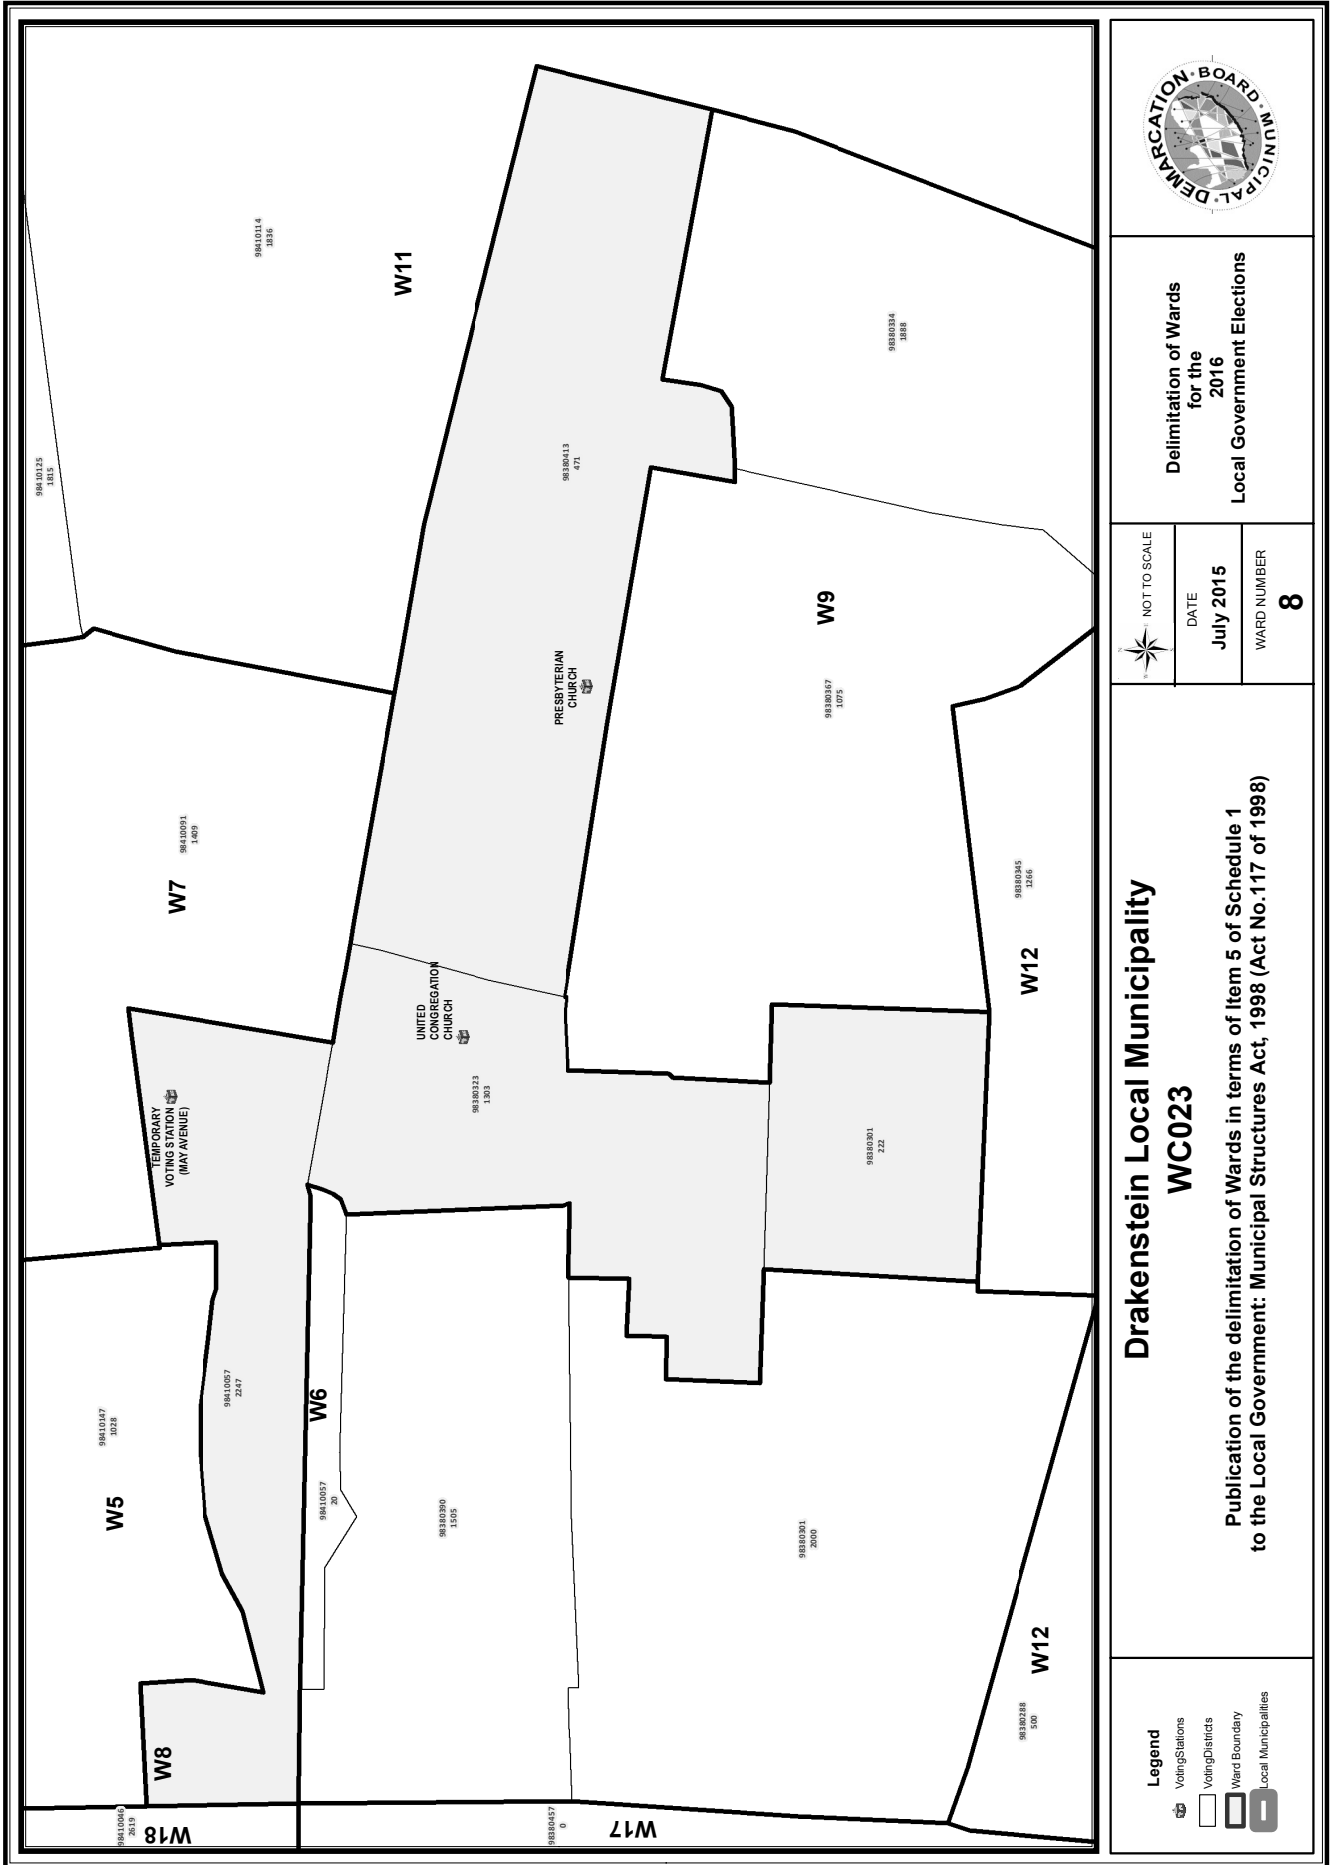 98410125
1815
98410114
1836
W11
98380334
1888
98380413
471
W9
98380367
1075
PRESBYTERIAN
CHURCH
98410091
1409
W7
UNITED
CONGREGATION
CHURCH
98380323
1303
98380345
1266
W12
TEMPORARY
VOTING STATION
(MAY AVENUE)
98380301
222
98410147
1028
W5
98410057
2247
W6
98410057
20
98380390
1505
98380301
2000
W12
98380288
500
W8
98410046
2619
W18
98380457
0
W17
Legend
VotingStations
VotingDistricts
Ward Boundary
Local Municipalities
Drakenstein Local Municipality
WC023
Publication of the delimitation of Wards in terms of Item 5 of Schedule 1
to the Local Government: Municipal Structures Act, 1998 (Act No.117 of 1998)
N
E
S
W
NOT TO SCALE
DATE
July 2015
WARD NUMBER
8
Delimitation of Wards
for the
2016
Local Government Elections
MUNICIPAL · DEMARCATION · BOARD